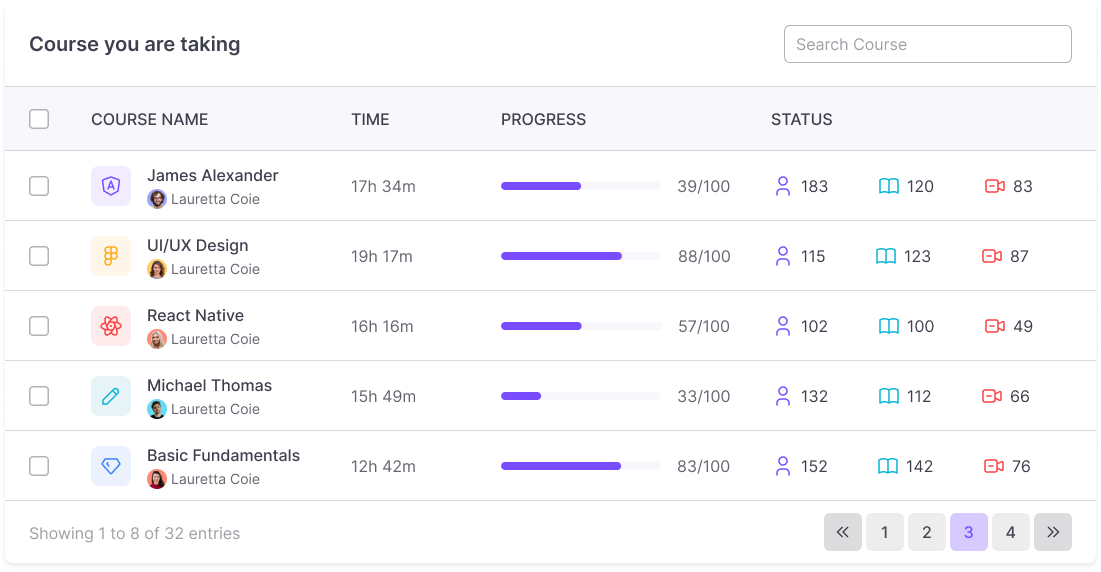 Course you are taking
Search Course
COURSE NAME TIME PROGRESS STATUS
James Alexander
Lauretta Coie
17h 34m 39/100 183 120 83
UI/UX Design
Lauretta Coie
19h 17m 88/100 115 123 87
React Native
Lauretta Coie
16h 16m 57/100 102 100 49
Michael Thomas
Lauretta Coie
15h 49m 33/100 132 112 66
Basic Fundamentals
Lauretta Coie
12h 42m 83/100 152 142 76
Showing 1 to 8 of 32 entries
« 1 2 3 4 »